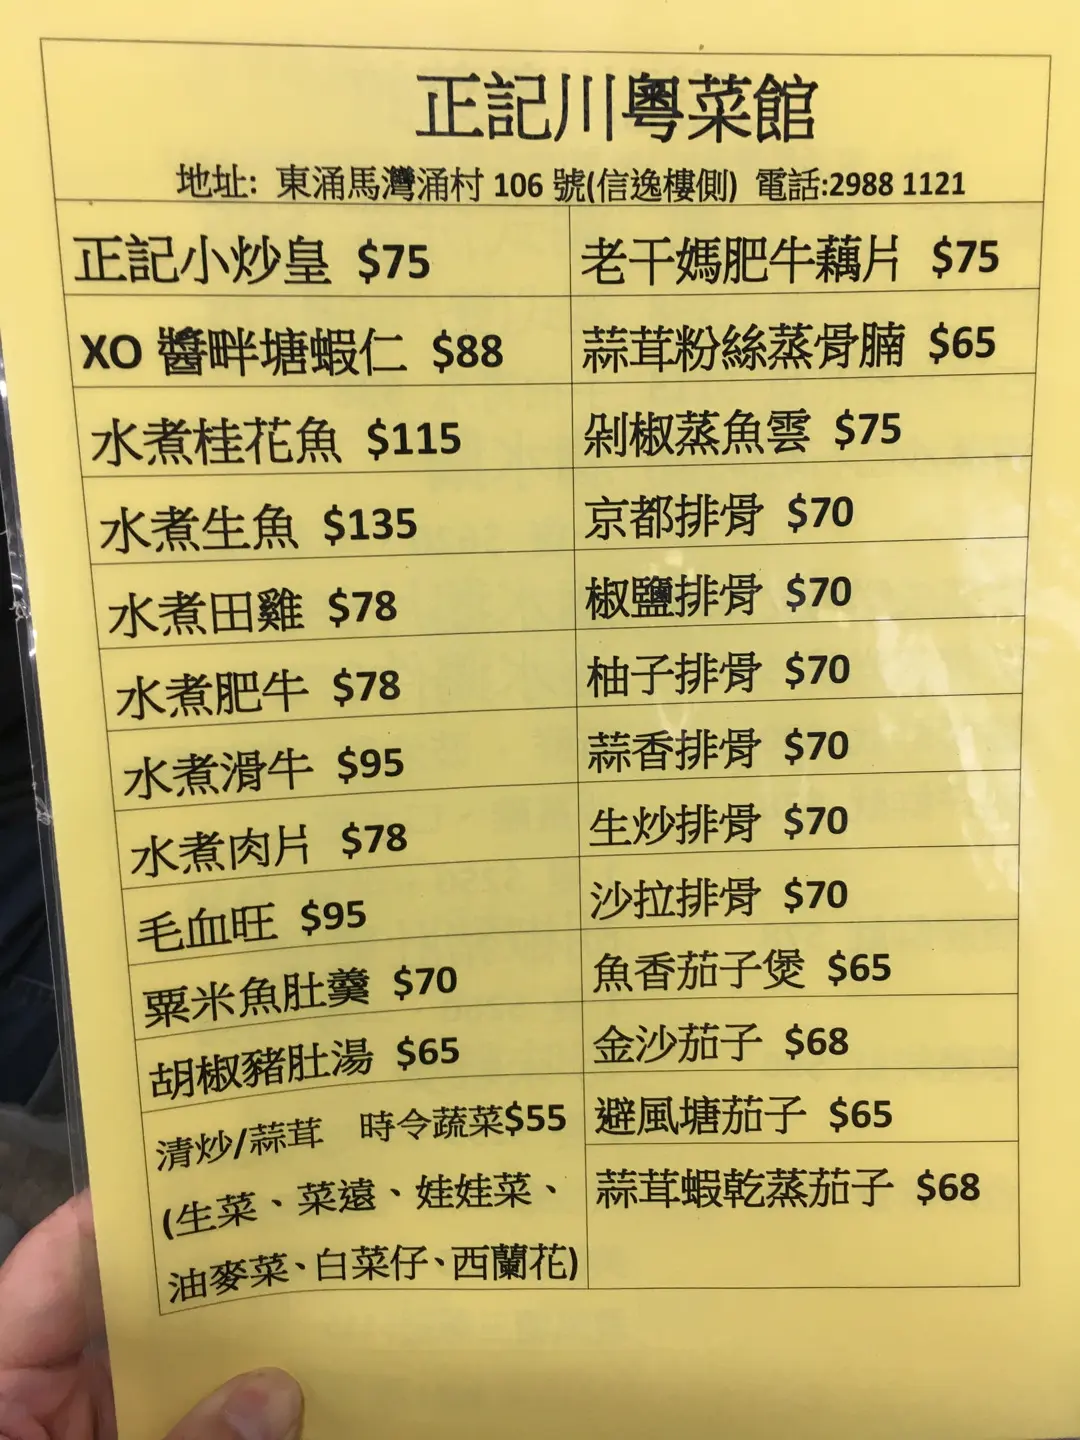 正記川粵菜館
地址: 東涌馬灣涌村 106 號(信逸樓側) 電話:2988 1121
正記小炒皇 $75
老干媽肥牛藕片 $75
XO 醬畔塘蝦仁 $88
蒜茸粉絲蒸骨腩 $65
水煮桂花魚 $115
剁椒蒸魚雲 $75
水煮生魚 $135
京都排骨 $70
水煮田雞 $78
椒鹽排骨 $70
水煮肥牛 $78
柚子排骨 $70
水煮滑牛 $95
蒜香排骨 $70
水煮肉片 $78
生炒排骨 $70
毛血旺 $95
沙拉排骨 $70
粟米魚肚羹 $70
魚香茄子煲 $65
胡椒豬肚湯 $65
金沙茄子 $68
清炒/蒜茸 時令蔬菜$55
(生菜、菜遠、娃娃菜、
油麥菜、白菜仔、西蘭花)
避風塘茄子 $65
蒜茸蝦乾蒸茄子 $68